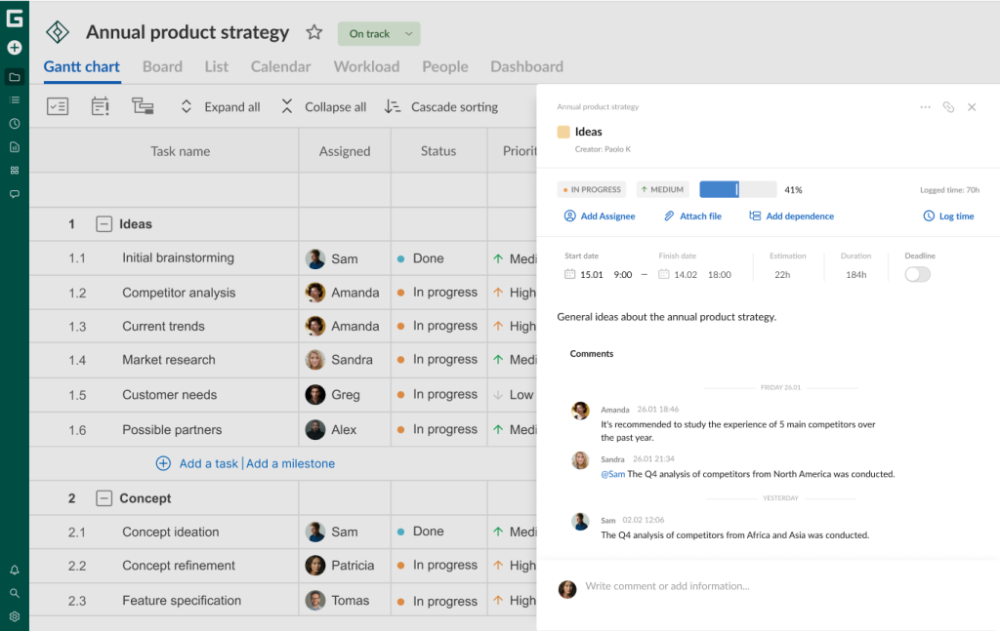 G
Annual product strategy
On track
Gantt chart Board List Calendar Workload People Dashboard
Expand all Collapse all Cascade sorting
Task name Assigned Status
1 Ideas
1.1 Initial brainstorming Sam Done Medi
1.2 Competitor analysis Amanda In progress High
1.3 Current trends Amanda In progress High
1.4 Market research Sandra In progress Medi
1.5 Customer needs Greg In progress Low
1.6 Possible partners Alex In progress Medi
Add a task | Add a milestone
2 Concept
2.1 Concept ideation Sam Done Medi
2.2 Concept refinement Patricia In progress High
2.3 Feature specification Tomas In progress High
Priorit
Annual product strategy
Ideas
Creator: Paolo K
IN PROGRESS MEDIUM 41% Logged time: 70h
Add Assignee Attach file Add dependence Log time
Start date Finish date Estimation Duration Deadline
15.01 9:00 – 14.02 18:00 22h 184h
General ideas about the annual product strategy.
Comments
FRIDAY 26.01
Amanda 26.01 18:46
It's recommended to study the experience of 5 main competitors over
the past year.
Sandra 26.01 21:34
@Sam The Q4 analysis of competitors from North America was conducted.
YESTERDAY
Sam 02.02 12:06
The Q4 analysis of competitors from Africa and Asia was conducted.
Write comment or add information...